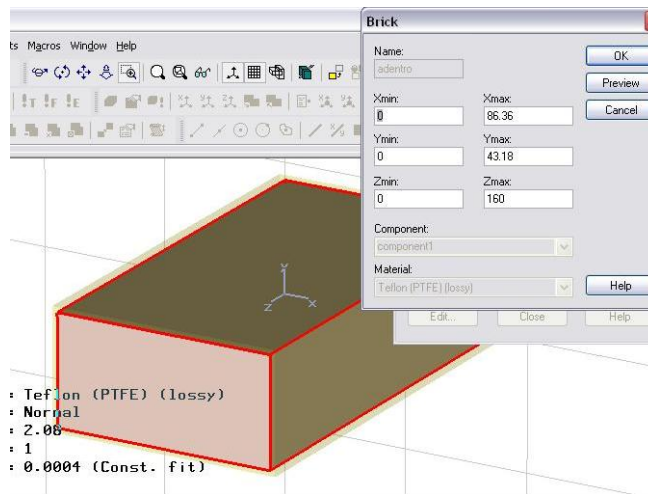 Brick
ts Macros Window Help
Name:
adentro
OK
Preview
Cancel
Xmin: Xmax:
0 86.36
Ymin: Ymax:
0 43.18
Zmin: Zmax:
0 160
Component:
component1
Material:
Teflon (PTFE) (lossy)
Help
Edit... Close Help
y
z x
: Teflon (PTFE) (lossy)
: Normal
: 2.08
: 1
: 0.0004 (Const. fit)